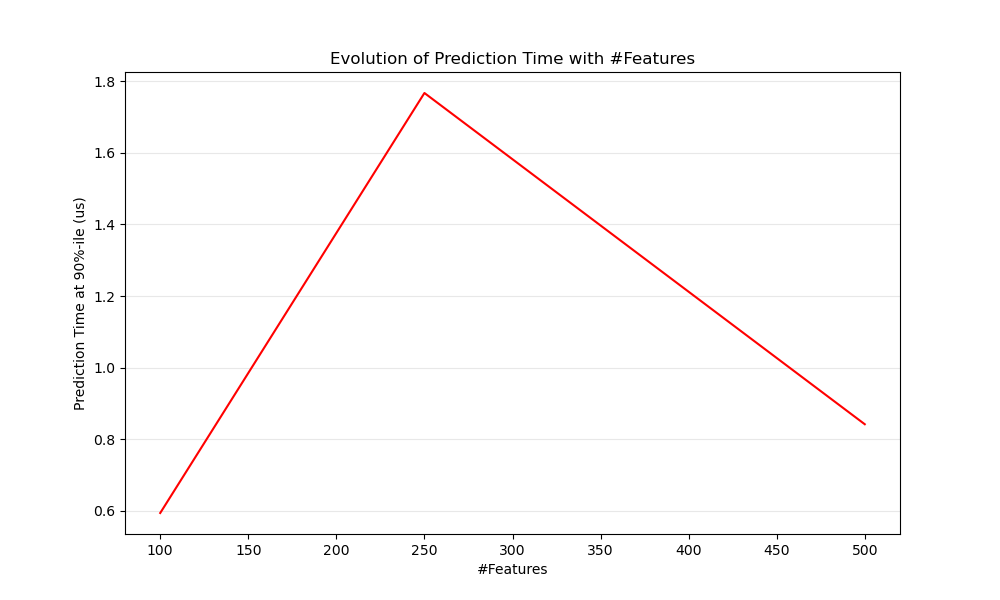 Evolution of Prediction Time with #Features
Prediction Time at 90%-ile (us)
1.8
1.6
1.4
1.2
1.0
0.8
0.6
100 150 200 250 300 350 400 450 500
#Features